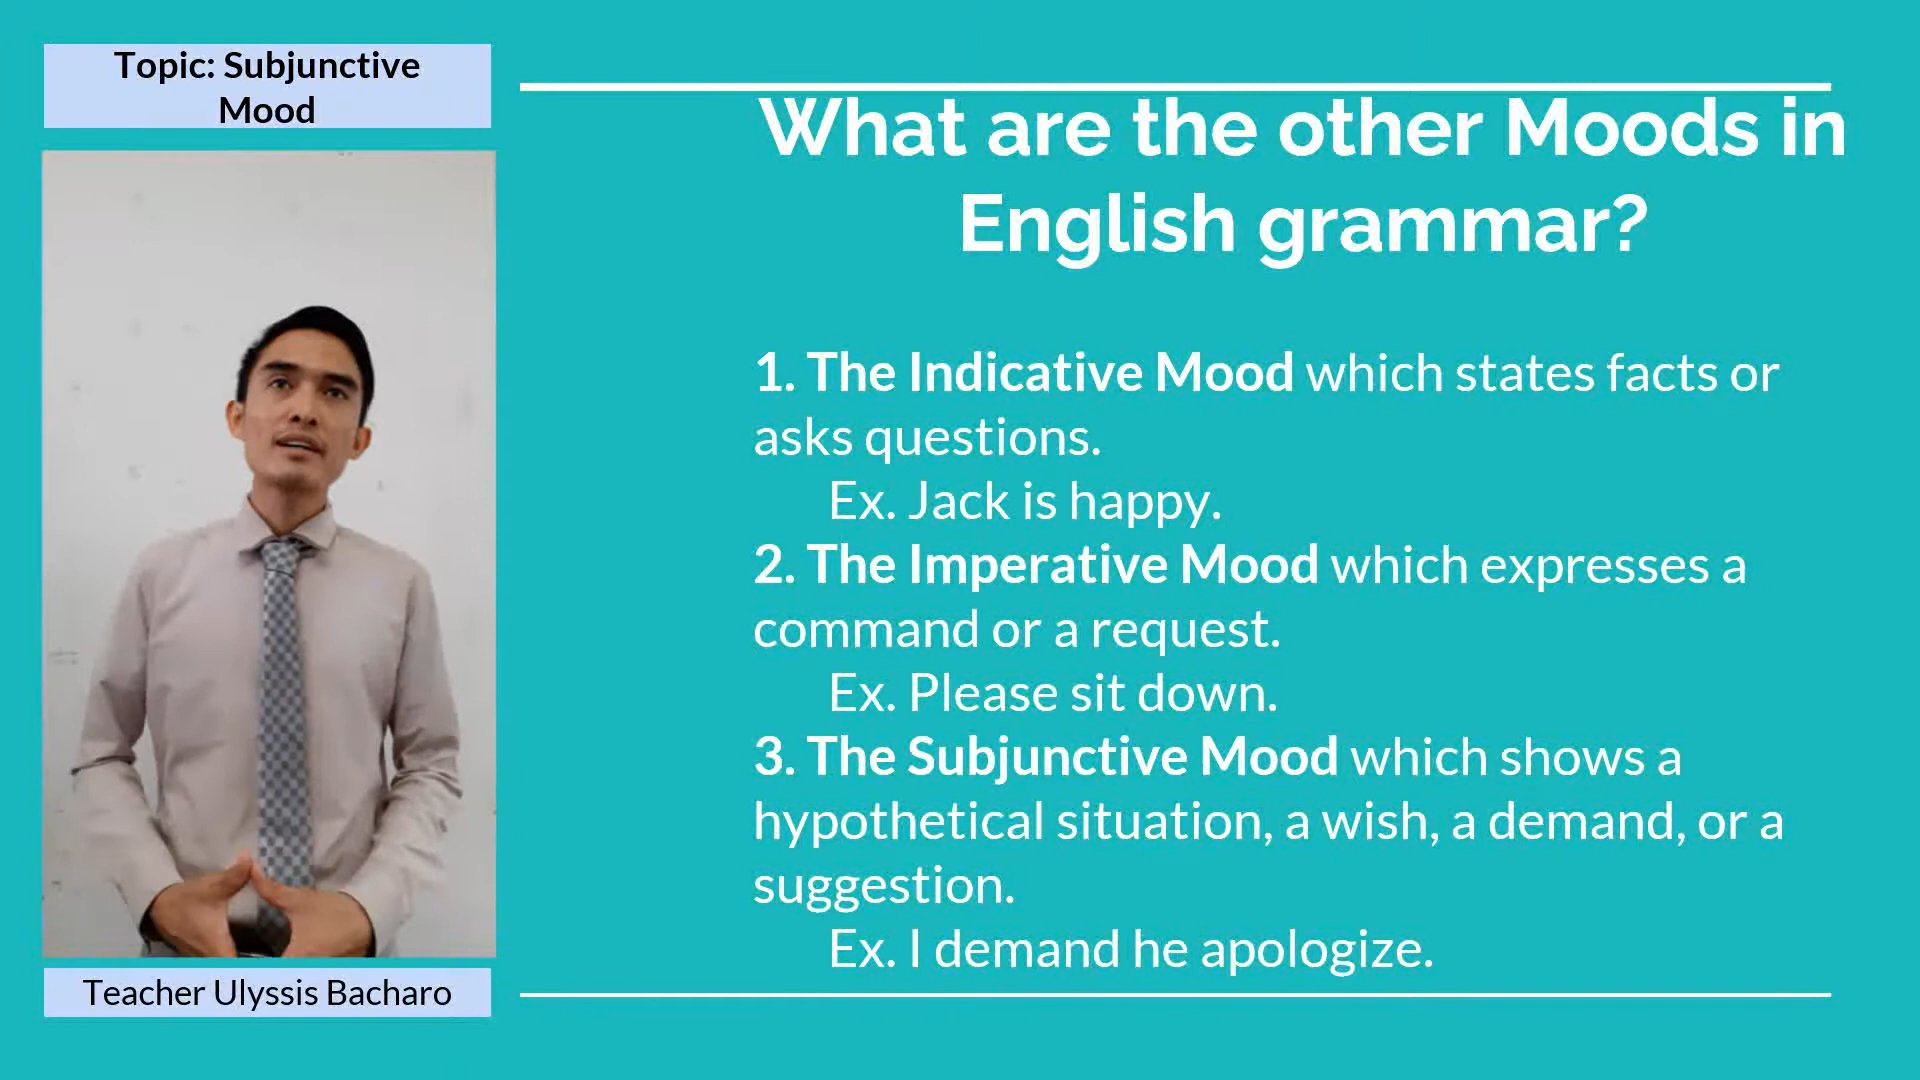 Topic: Subjunctive
Mood
What are the other Moods in
English grammar?
1. The Indicative Mood which states facts or
asks questions.
Ex. Jack is happy.
2. The Imperative Mood which expresses a
command or a request.
Ex. Please sit down.
3. The Subjunctive Mood which shows a
hypothetical situation, a wish, a demand, or a
suggestion.
Ex. I demand he apologize.
Teacher Ulyssis Bacharo